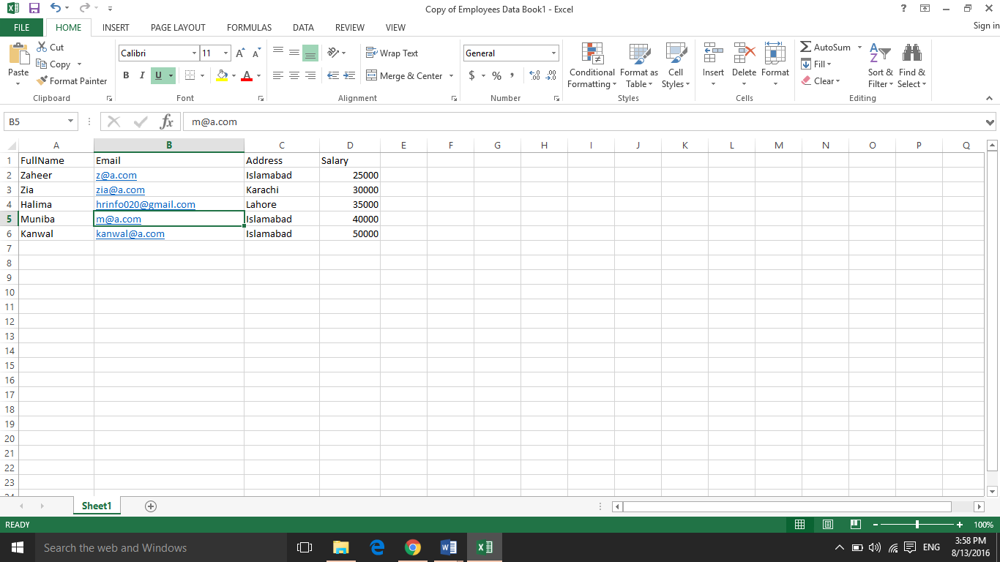 Copy of Employees Data Book1 - Excel
?
FILE HOME INSERT PAGE LAYOUT FORMULAS DATA REVIEW VIEW
Sign in
Paste
Cut
Copy
Format Painter
Clipboard
Calibri 11
B I U
Font
Wrap Text
Merge & Center
Alignment
General
$ % ,
Number
Conditional Formatting
Format as Table
Cell Styles
Styles
Insert Delete Format
Cells
AutoSum
Fill
Clear
Sort & Filter
Find & Select
Editing
B5 fx m@a.com
A B C D E F G H I J K L M N O P Q
1 FullName Email Address Salary
2 Zaheer z@a.com Islamabad 25000
3 Zia zia@a.com Karachi 30000
4 Halima hrinfo020@gmail.com Lahore 35000
5 Muniba m@a.com Islamabad 40000
6 Kanwal kanwal@a.com Islamabad 50000
7
8
9
10
11
12
13
14
15
16
17
18
19
20
21
22
23
24
Sheet1
READY
100%
Search the web and Windows
ENG
3:58 PM
8/13/2016